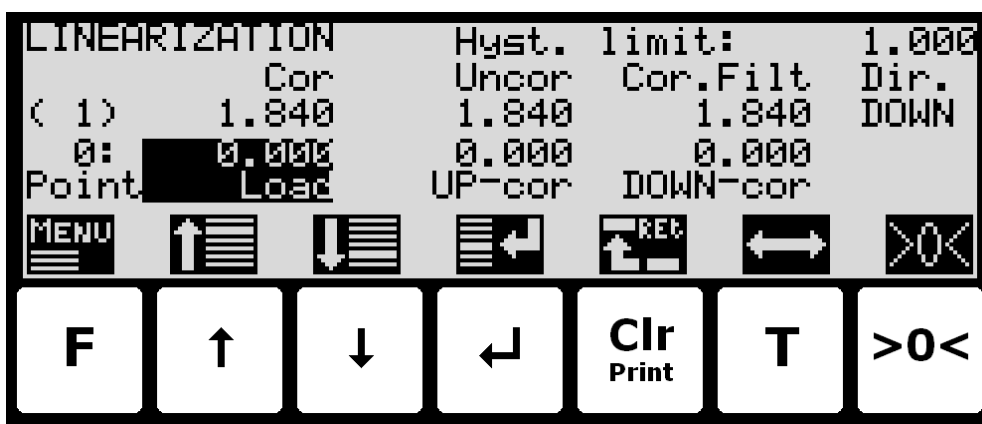 LINEARIZATION Hyst. limit: 1.000
Cor Uncor Cor.Filt Dir.
( 1) 1.840 1.840 1.840 DOWN
0: 0.000 0.000 0.000
Point Load UP-cor DOWN-cor
MENU REt >0<
F ↑ ↓ ↵ Clr T >0<
Print